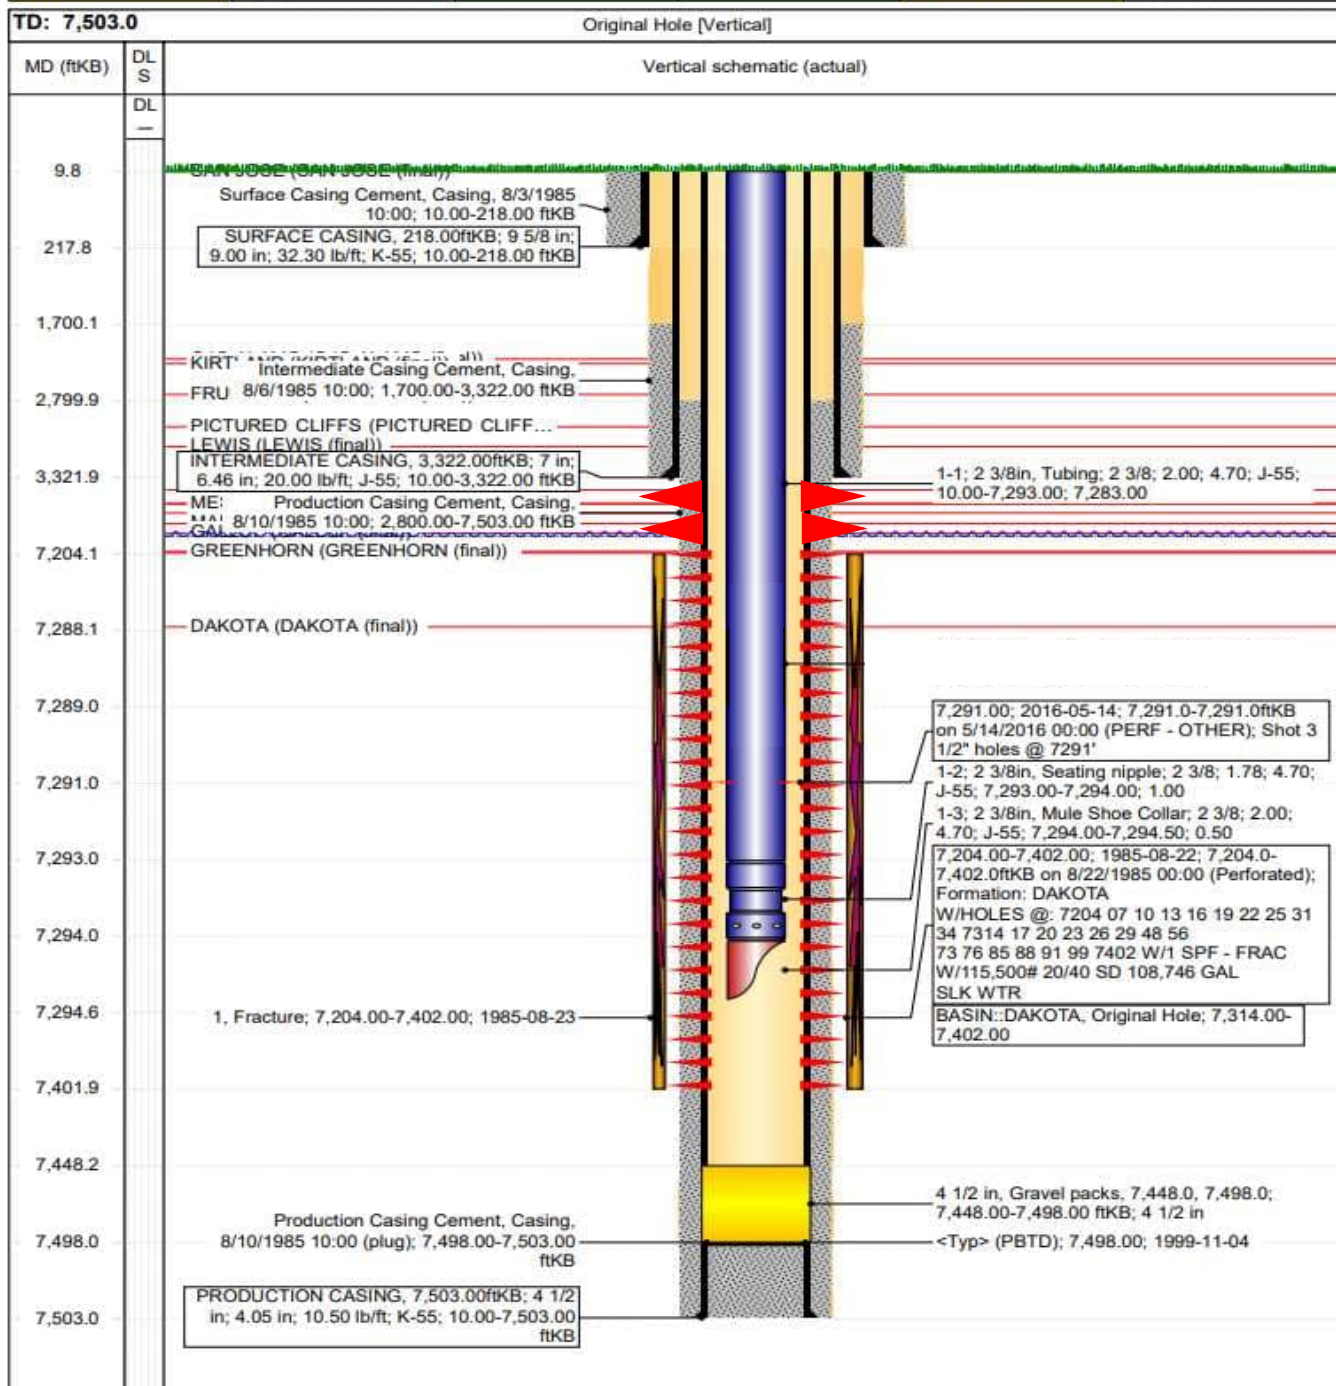 TD: 7,503.0
Original Hole [Vertical]
MD (ftKB)
DL
S
Vertical schematic (actual)
DL
—
9.8
SAN JOSE (SAN JOSE (final))
Surface Casing Cement, Casing, 8/3/1985
10:00; 10.00-218.00 ftKB
217.8
SURFACE CASING, 218.00ftKB; 9 5/8 in;
9.00 in; 32.30 lb/ft; K-55; 10.00-218.00 ftKB
1,700.1
KIRTLAND (KIRTLAND (final))
Intermediate Casing Cement, Casing,
8/6/1985 10:00; 1,700.00-3,322.00 ftKB
FRU
2,799.9
PICTURED CLIFFS (PICTURED CLIFF...
LEWIS (LEWIS (final))
INTERMEDIATE CASING, 3,322.00ftKB; 7 in;
6.46 in; 20.00 lb/ft; J-55; 10.00-3,322.00 ftKB
3,321.9
1-1; 2 3/8in, Tubing; 2 3/8; 2.00; 4.70; J-55;
10.00-7,293.00; 7,283.00
Production Casing Cement, Casing,
8/10/1985 10:00; 2,800.00-7,503.00 ftKB
7,204.1
GREENHORN (GREENHORN (final))
7,288.1
DAKOTA (DAKOTA (final))
7,289.0
7,291.00; 2016-05-14; 7,291.0-7,291.0ftKB
on 5/14/2016 00:00 (PERF - OTHER); Shot 3
1/2" holes @ 7291'
7,291.0
1-2; 2 3/8in, Seating nipple; 2 3/8; 1.78; 4.70;
J-55; 7,293.00-7,294.00; 1.00
1-3; 2 3/8in, Mule Shoe Collar; 2 3/8; 2.00;
4.70; J-55; 7,294.00-7,294.50; 0.50
7,293.0
7,204.00-7,402.00; 1985-08-22; 7,204.0-
7,402.0ftKB on 8/22/1985 00:00 (Perforated);
Formation: DAKOTA
W/HOLES @: 7204 07 10 13 16 19 22 25 31
34 7314 17 20 23 26 29 48 56
73 76 85 88 91 99 7402 W/1 SPF - FRAC
W/115,500# 20/40 SD 108,746 GAL
SLK WTR
7,294.0
7,294.6
1, Fracture; 7,204.00-7,402.00; 1985-08-23
BASIN::DAKOTA, Original Hole; 7,314.00-
7,402.00
7,401.9
7,448.2
4 1/2 in, Gravel packs, 7,448.0, 7,498.0;
7,448.00-7,498.00 ftKB; 4 1/2 in
Production Casing Cement, Casing,
8/10/1985 10:00 (plug); 7,498.00-7,503.00
ftKB
7,498.0
<Typ> (PBTD); 7,498.00; 1999-11-04
PRODUCTION CASING, 7,503.00ftKB; 4 1/2
in; 4.05 in; 10.50 lb/ft; K-55; 10.00-7,503.00
ftKB
7,503.0